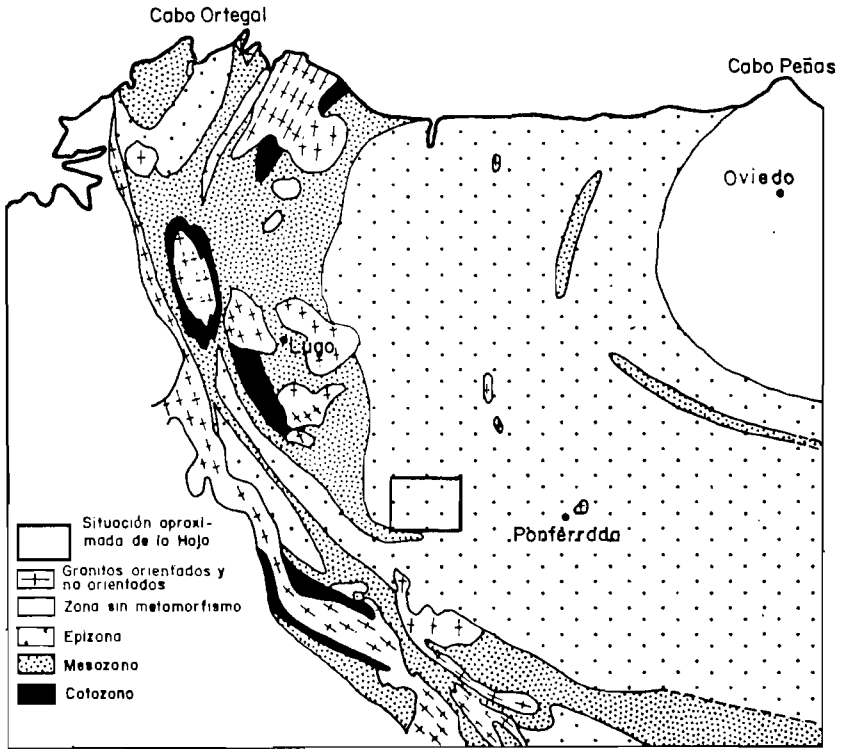 Cabo Ortegal
Cabo Peñas
Oviedo
Lugo
Ponferrada
Situación aproxi-
mada de la Hoja
Granitos orientados y
no orientados
Zona sin metamorfismo
Epizona
Mesozona
Catazona